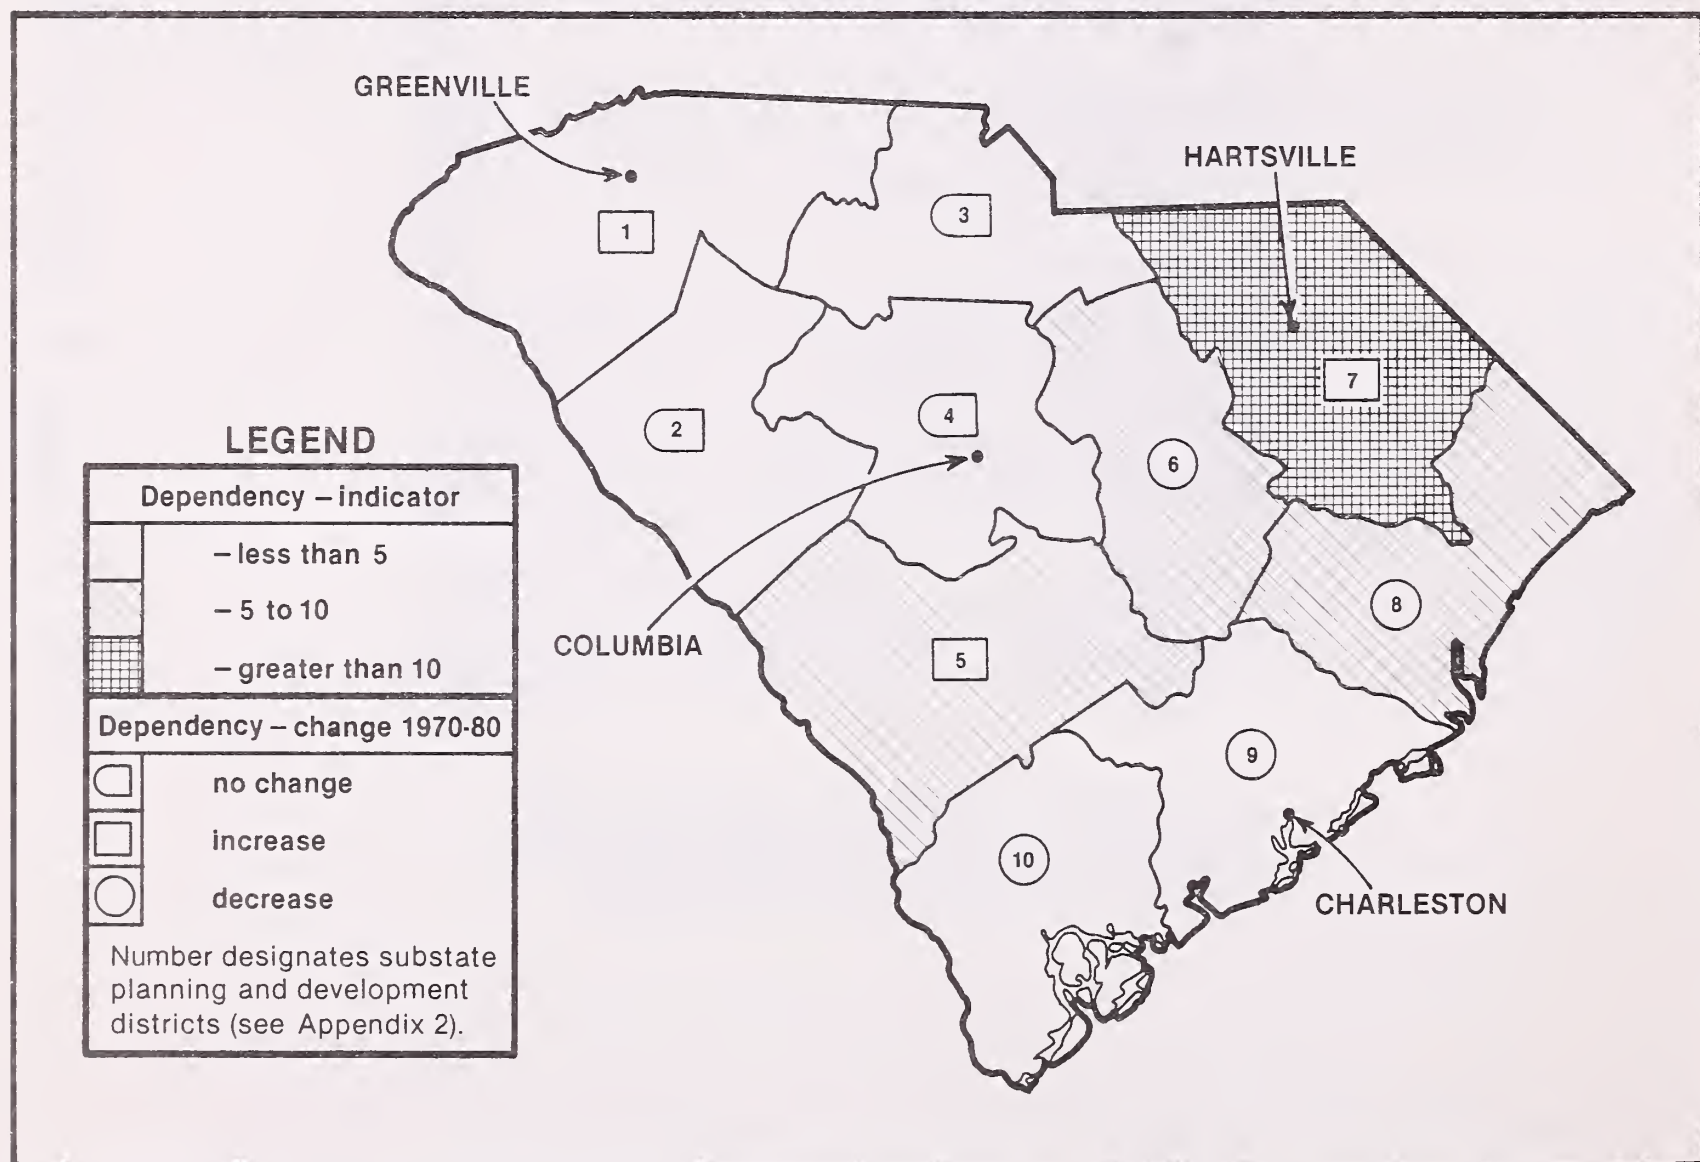 GREENVILLE
HARTSVILLE
1
3
7
2
4
6
8
COLUMBIA
5
9
10
CHARLESTON
LEGEND
Dependency – indicator
– less than 5
– 5 to 10
– greater than 10
Dependency – change 1970-80
no change
increase
decrease
Number designates substate
planning and development
districts (see Appendix 2).